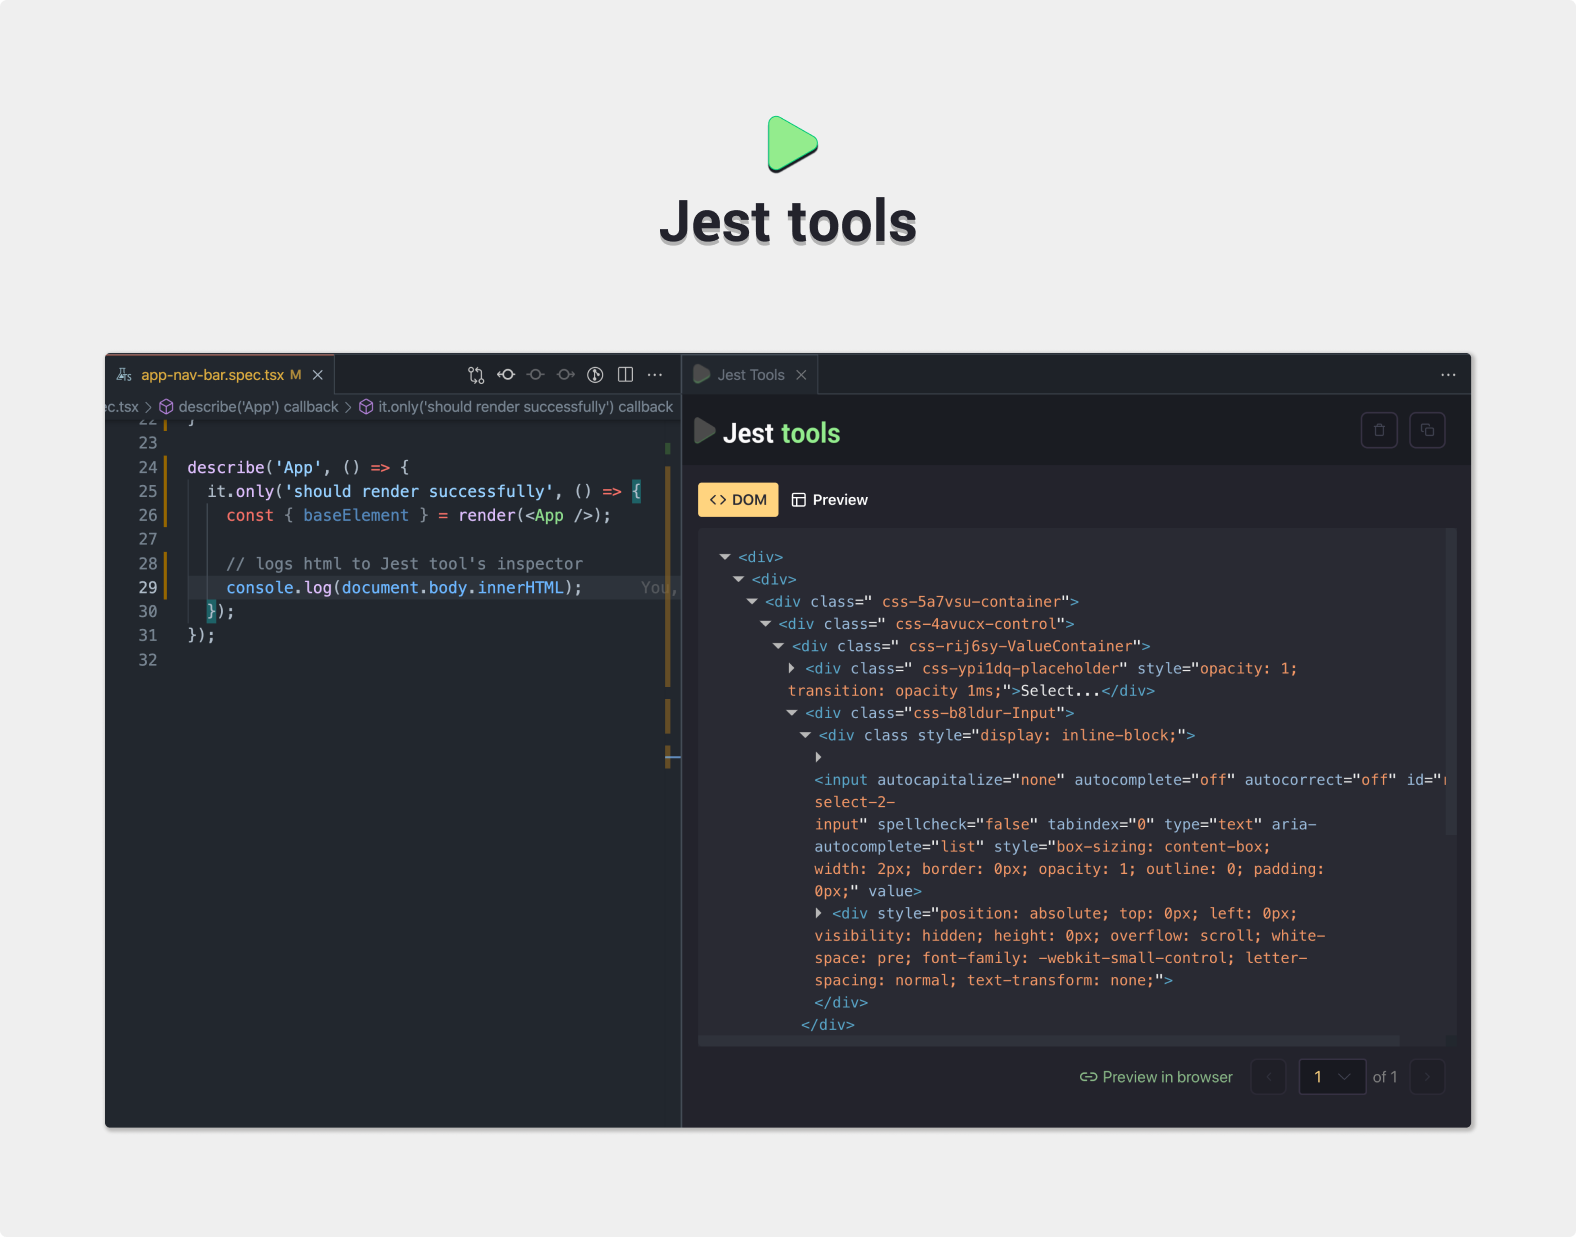 Jest tools
app-nav-bar.spec.tsx M
Jest Tools
ec.tsx > describe('App') callback > it.only('should render successfully') callback
Jest tools
22 }
23
24 describe('App', () => {
25 it.only('should render successfully', () => {
26 const { baseElement } = render(<App />);
27
28 // logs html to Jest tool's inspector
29 console.log(document.body.innerHTML); You,
30 });
31 });
32
<> DOM Preview
<div>
<div>
<div class=" css-5a7vsu-container">
<div class=" css-4avucx-control">
<div class=" css-rij6sy-ValueContainer">
<div class=" css-ypi1dq-placeholder" style="opacity: 1;
transition: opacity 1ms;">Select...</div>
<div class="css-b8ldur-Input">
<div class style="display: inline-block;">
<input autocapitalize="none" autocomplete="off" autocorrect="off" id="
select-2-
input" spellcheck="false" tabindex="0" type="text" aria-
autocomplete="list" style="box-sizing: content-box;
width: 2px; border: 0px; opacity: 1; outline: 0; padding:
0px;" value>
<div style="position: absolute; top: 0px; left: 0px;
visibility: hidden; height: 0px; overflow: scroll; white-
space: pre; font-family: -webkit-small-control; letter-
spacing: normal; text-transform: none;">
</div>
</div>
Preview in browser
1 of 1